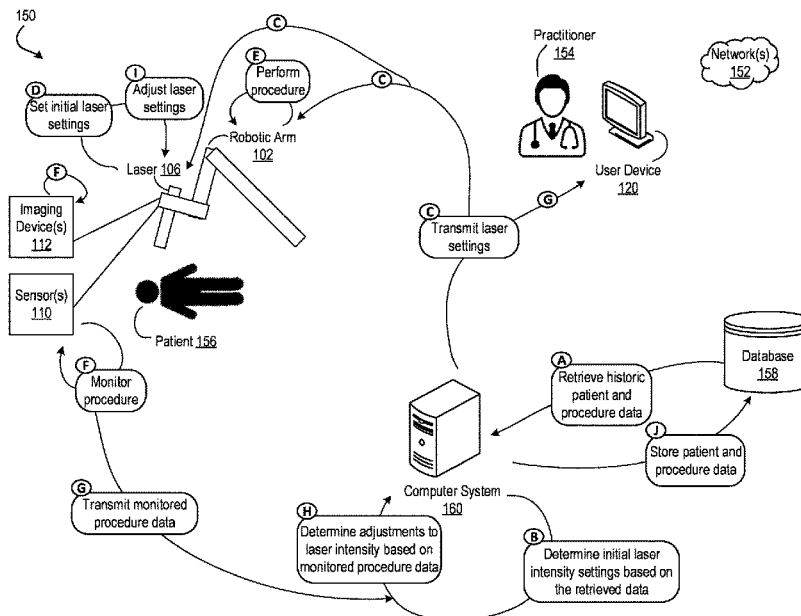 150
C
Practitioner
154
Network(s)
152
I
Adjust laser
settings
E
Perform
procedure
C
D
Set initial laser
settings
Robotic Arm
102
Laser 106
User Device
120
F
Imaging
Device(s)
112
C
G
Transmit laser
settings
Sensor(s)
110
Patient 156
Database
158
A
Retrieve historic
patient and
procedure data
F
Monitor
procedure
J
Store patient and
procedure data
G
Transmit monitored
procedure data
Computer System
160
H
Determine adjustments to
laser intensity based on
monitored procedure data
B
Determine initial laser
intensity settings based on
the retrieved data